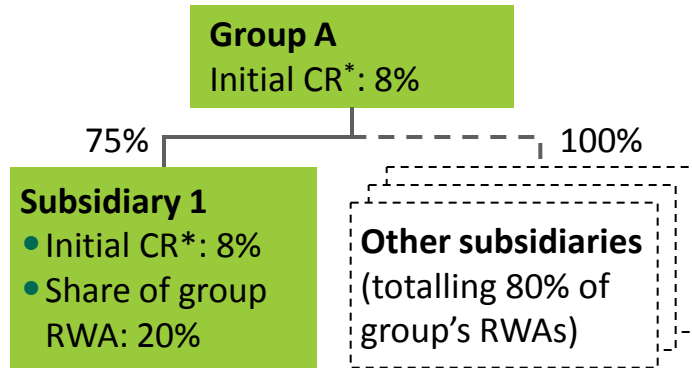 Group A
Initial CR*: 8%
75%
100%
Subsidiary 1
• Initial CR*: 8%
• Share of group
RWA: 20%
Other subsidiaries
(totalling 80% of
group’s RWAs)